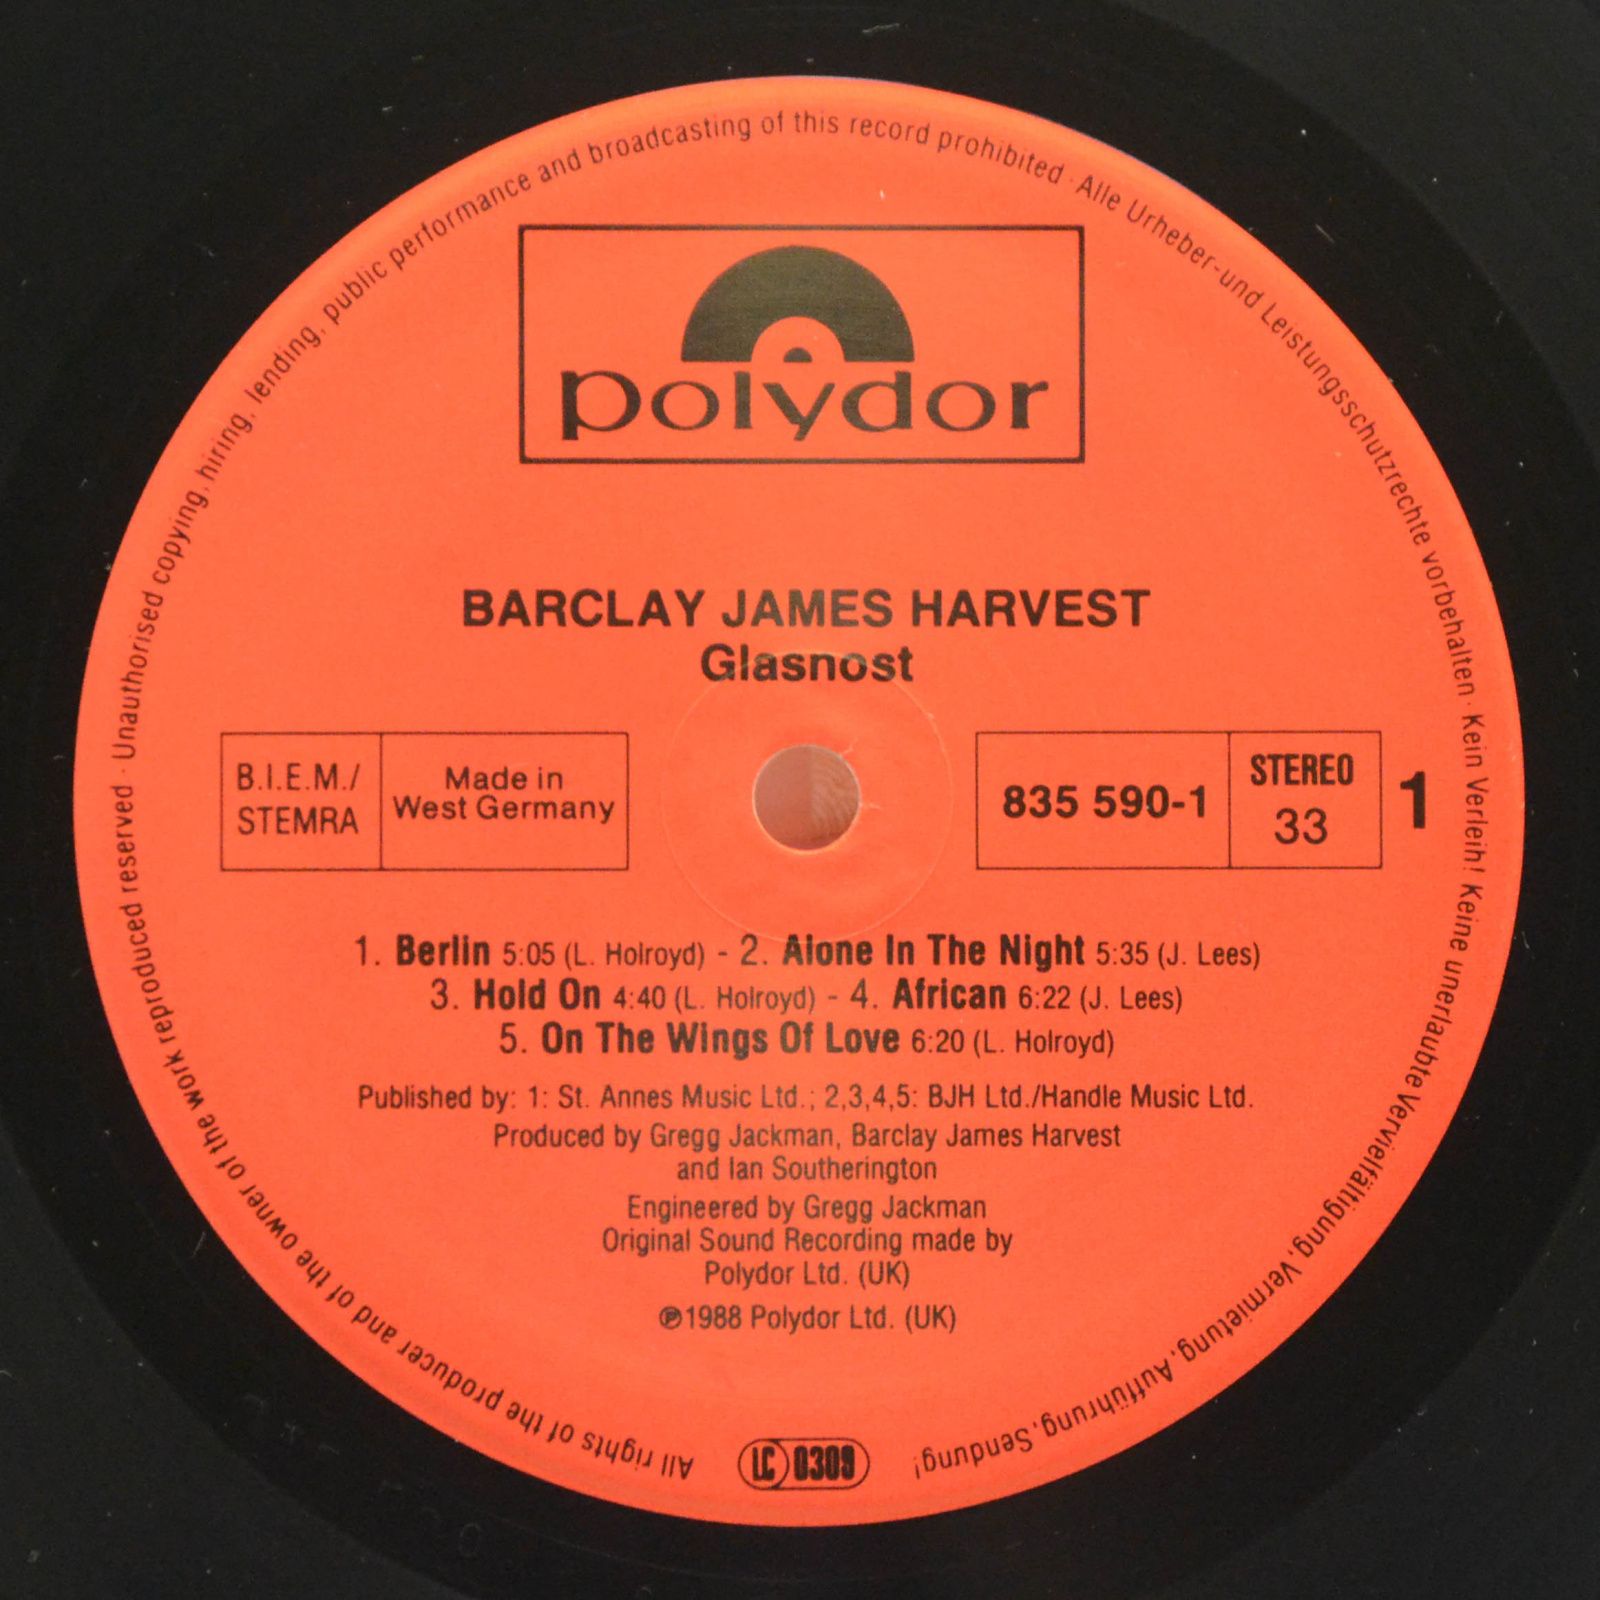 All rights of the producer and of the owner of the work reproduced reserved · Unauthorised copying, hiring, lending, public performance and broadcasting of this record prohibited · Alle Urheber-und Leistungsschutzrechte vorbehalten · Kein Verleih! Keine unerlaubte Vervielfältigung, Vermietung, Aufführung, Sendung!
polydor
BARCLAY JAMES HARVEST
Glasnost
B.I.E.M./
STEMRA
Made in
West Germany
835 590-1
STEREO
33
1
1. Berlin 5:05 (L. Holroyd) - 2. Alone In The Night 5:35 (J. Lees)
3. Hold On 4:40 (L. Holroyd) - 4. African 6:22 (J. Lees)
5. On The Wings Of Love 6:20 (L. Holroyd)
Published by: 1: St. Annes Music Ltd.; 2,3,4,5: BJH Ltd./Handle Music Ltd.
Produced by Gregg Jackman, Barclay James Harvest
and Ian Southerington
Engineered by Gregg Jackman
Original Sound Recording made by
Polydor Ltd. (UK)
℗1988 Polydor Ltd. (UK)
LC 0309